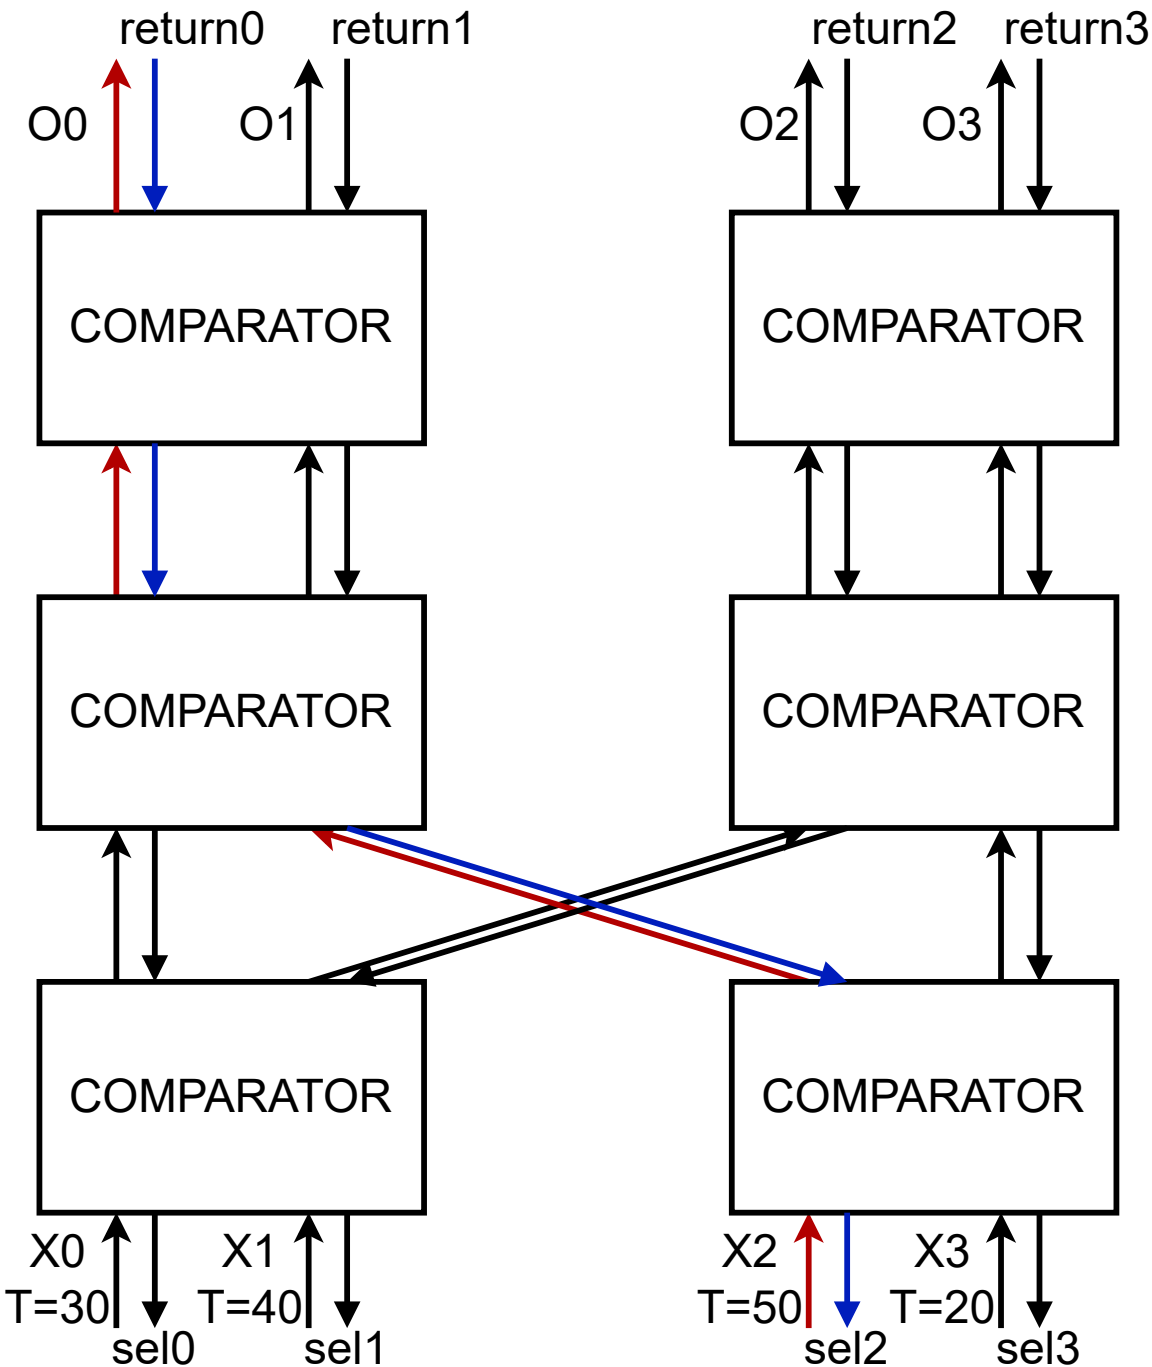 return0 return1 return2 return3
O0 O1 O2 O3
COMPARATOR COMPARATOR
COMPARATOR COMPARATOR
COMPARATOR COMPARATOR
X0 X1 X2 X3
T=30 T=40 T=50 T=20
sel0 sel1 sel2 sel3